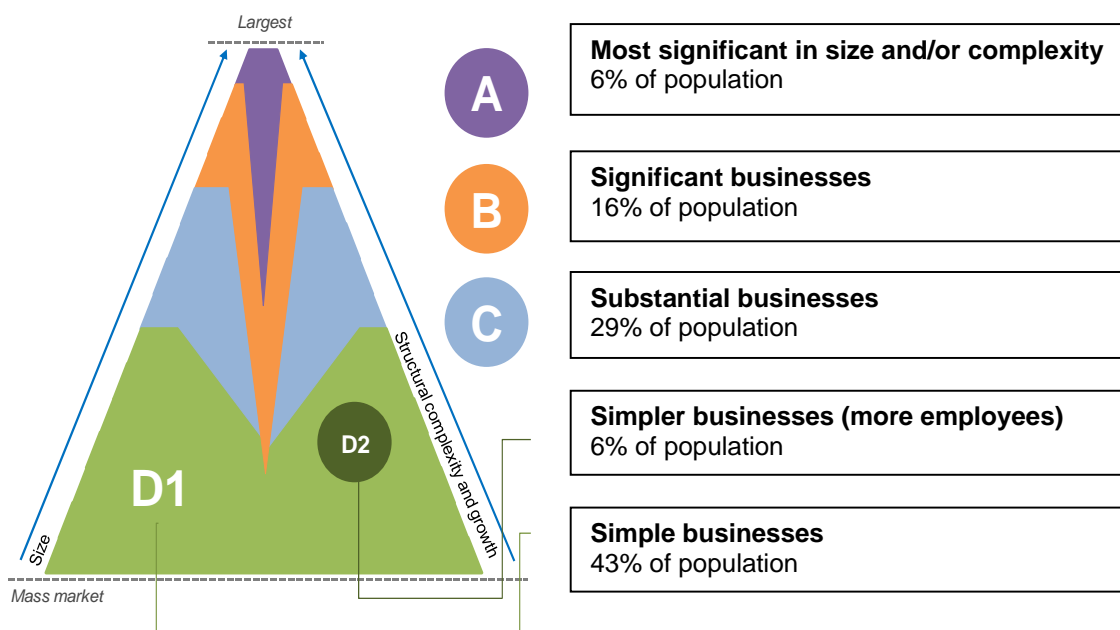 Largest
A
Most significant in size and/or complexity
6% of population
B
Significant businesses
16% of population
C
Substantial businesses
29% of population
D2
Simpler businesses (more employees)
6% of population
D1
Simple businesses
43% of population
Size
Structural complexity and growth
Mass market